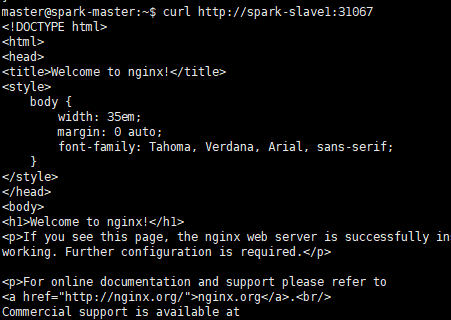 master@spark-master:~$ curl http://spark-slave1:31067
<!DOCTYPE html>
<html>
<head>
<title>Welcome to nginx!</title>
<style>
    body {
        width: 35em;
        margin: 0 auto;
        font-family: Tahoma, Verdana, Arial, sans-serif;
    }
</style>
</head>
<body>
<h1>Welcome to nginx!</h1>
<p>If you see this page, the nginx web server is successfully ins
working. Further configuration is required.</p>

<p>For online documentation and support please refer to
<a href="http://nginx.org/">nginx.org</a>.<br/>
Commercial support is available at